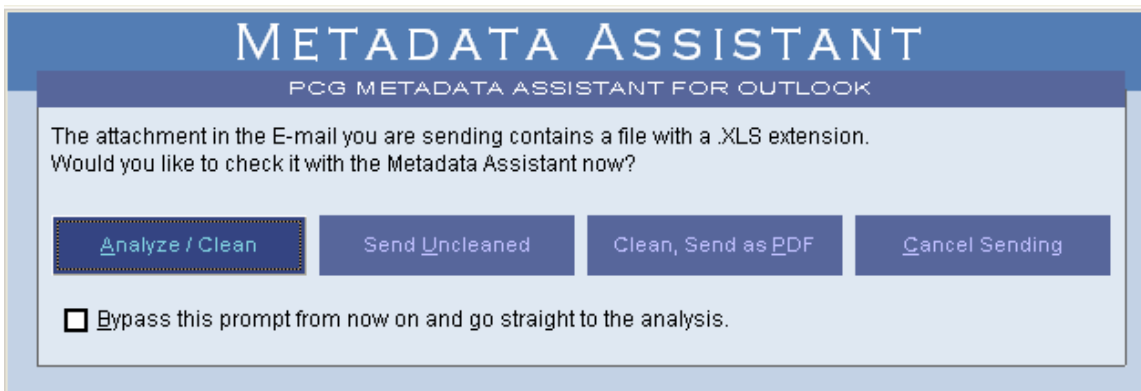 METADATA ASSISTANT
PCG METADATA ASSISTANT FOR OUTLOOK
The attachment in the E-mail you are sending contains a file with a .XLS extension.
Would you like to check it with the Metadata Assistant now?
Analyze / Clean Send Uncleaned Clean, Send as PDF Cancel Sending
Bypass this prompt from now on and go straight to the analysis.